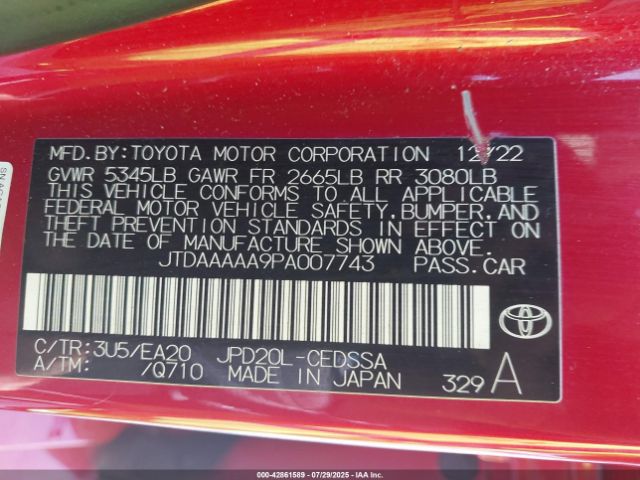 MFD.BY: TOYOTA MOTOR CORPORATION 12/22
GVWR 5345LB GAWR FR 2665LB RR 3080LB
THIS VEHICLE CONFORMS TO ALL APPLICABLE
FEDERAL MOTOR VEHICLE SAFETY, BUMPER, AND
THEFT PREVENTION STANDARDS IN EFFECT ON
THE DATE OF MANUFACTURE SHOWN ABOVE.
JTDAAAAA9PA007743 PASS.CAR
C/TR: 3U5/EA20 JPD20L-CEDSSA
A/TM: /Q710 MADE IN JAPAN 329 A
TOYOTA
00-42861589 - 07/29/2025 - IAA Inc.